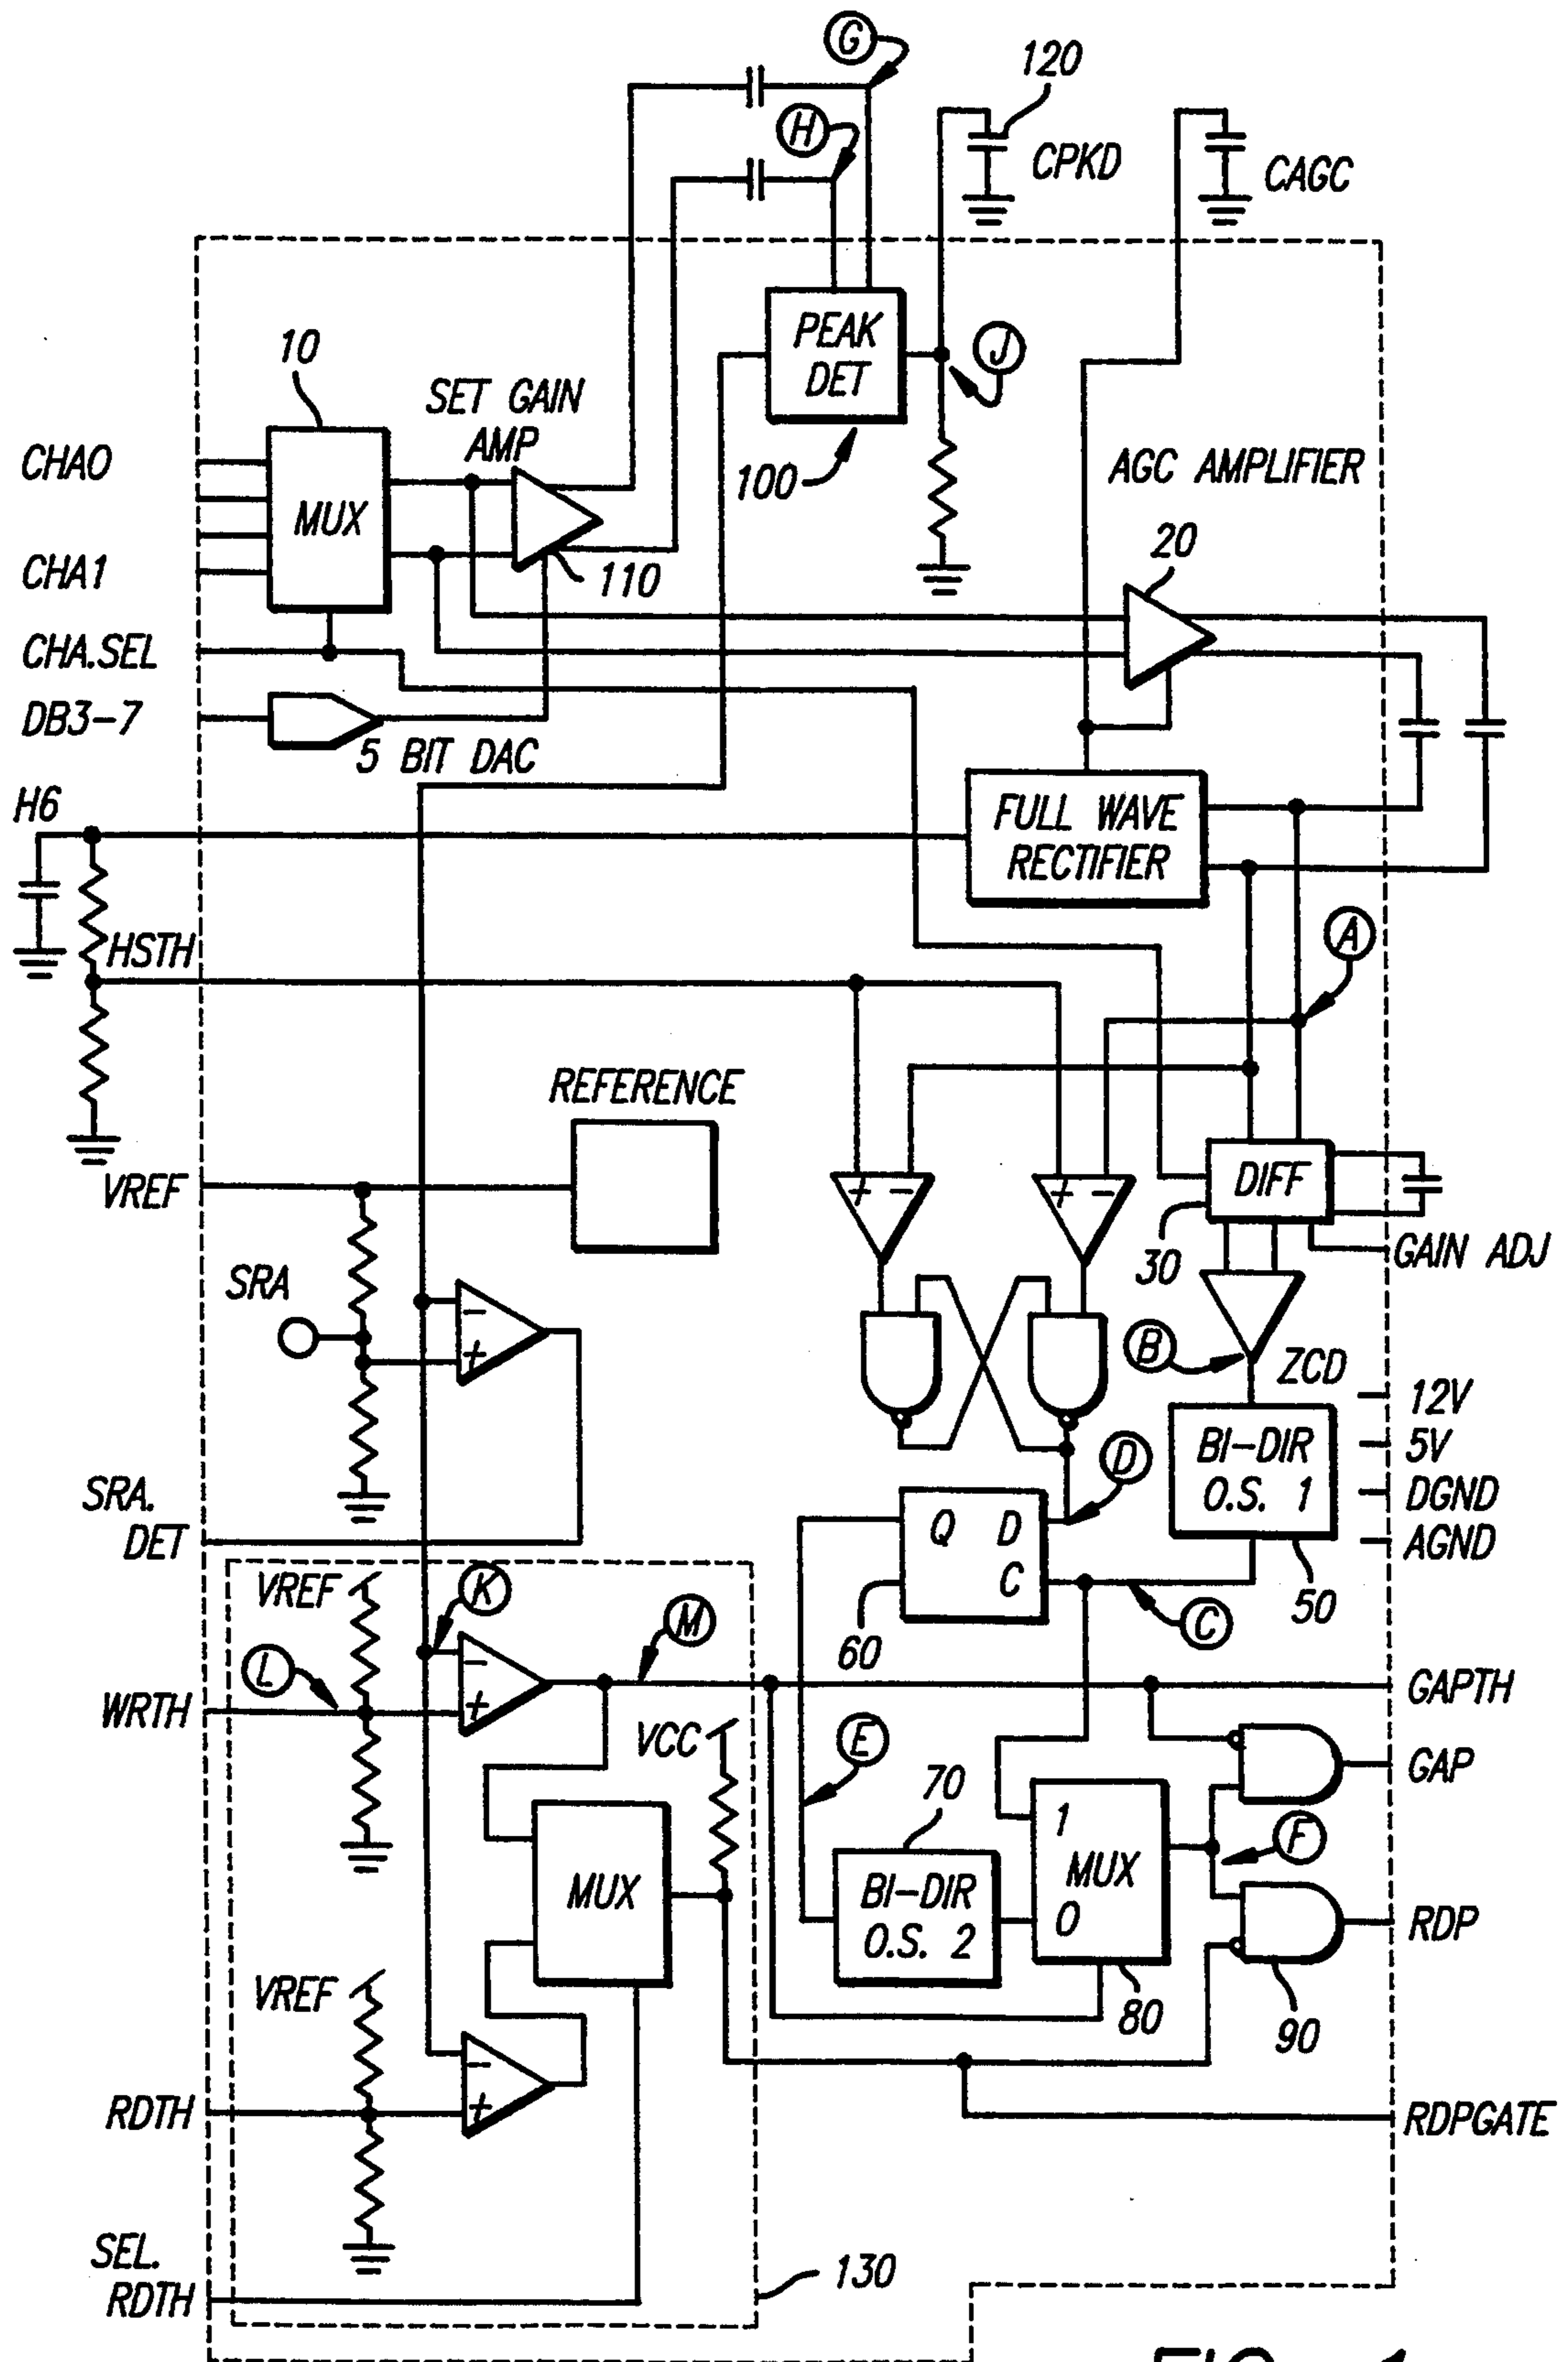 G
120
H
CPKD
CAGC
10
PEAK
DET
J
SET GAIN
AMP
100
AGC AMPLIFIER
CHA0
MUX
20
CHA1
110
CHA.SEL
DB3-7
5 BIT DAC
H6
FULL WAVE
RECTIFIER
A
HSTH
REFERENCE
VREF
+ -
+ -
DIFF
30
GAIN ADJ
SRA
-
+
B
ZCD
12V
BI-DIR
O.S. 1
5V
D
DGND
SRA.
DET
Q D
C
AGND
VREF
K
50
60
C
L
M
-
+
WRTH
GAPTH
VCC
E
GAP
70
1
MUX
0
F
MUX
BI-DIR
O.S. 2
RDP
VREF
80
90
-
+
RDTH
RDPGATE
SEL.
RDTH
130
FIG. 1